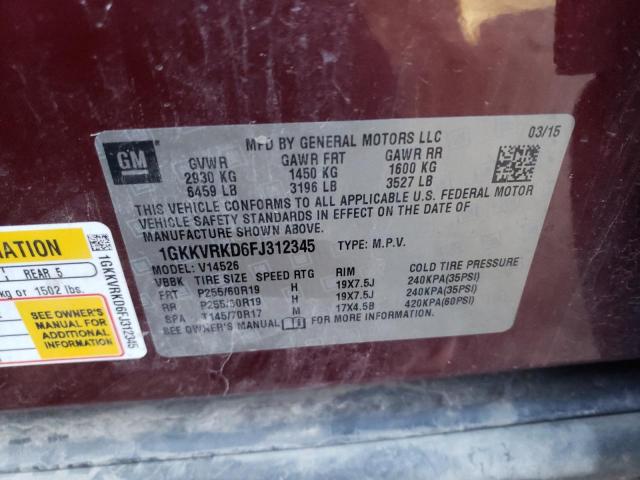 GM
MFD BY GENERAL MOTORS LLC
03/15
GVWR GAWR FRT GAWR RR
2930 KG 1450 KG 1600 KG
6459 LB 3196 LB 3527 LB
THIS VEHICLE CONFORMS TO ALL APPLICABLE U.S. FEDERAL MOTOR
VEHICLE SAFETY STANDARDS IN EFFECT ON THE DATE OF
MANUFACTURE SHOWN ABOVE.
1GKKVRKD6FJ312345 TYPE: M.P.V.
MODEL: V14526
VBBK TIRE SIZE SPEED RTG RIM COLD TIRE PRESSURE
FRT P255/60R19 H 19X7.5J 240KPA(35PSI)
RR P255/60R19 H 19X7.5J 240KPA(35PSI)
SPA T145/70R17 M 17X4.5B 420KPA(60PSI)
SEE OWNER'S MANUAL FOR MORE INFORMATION
REAR 5
kg or 1502 lbs.
SEE OWNER'S
MANUAL FOR
ADDITIONAL
INFORMATION
1GKKVRKD6FJ312345